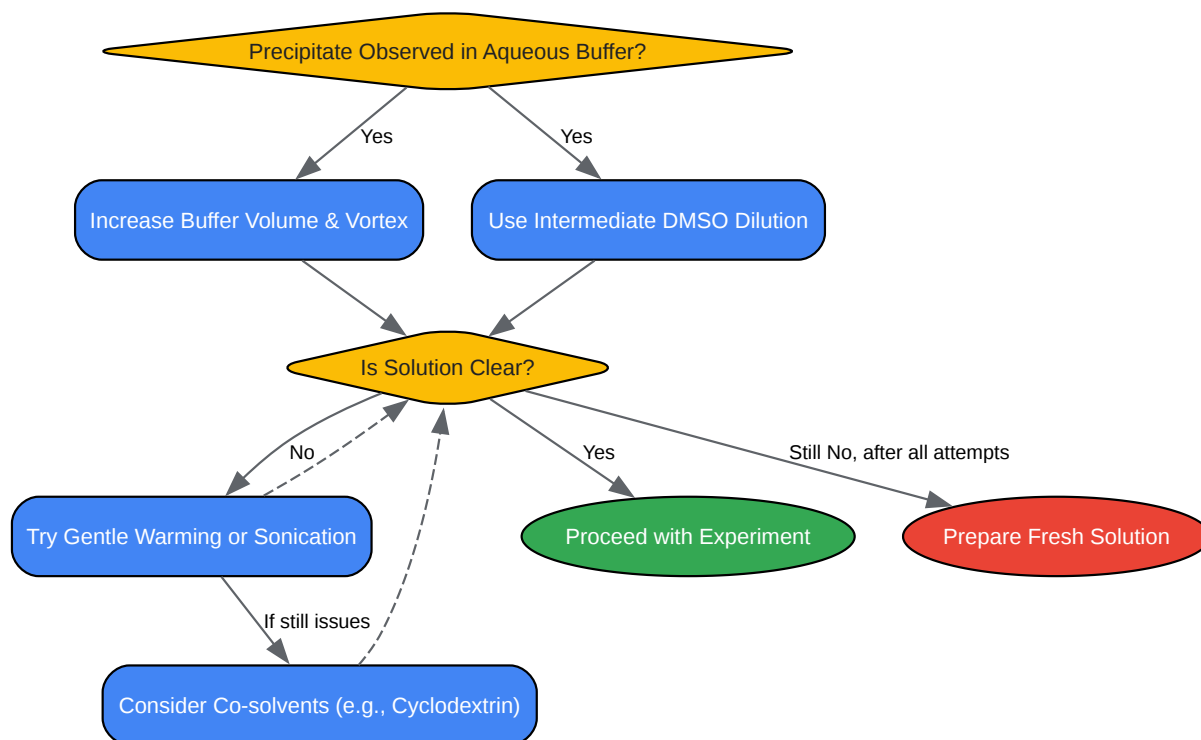 Precipitate Observed in Aqueous Buffer?
Yes
Yes
Increase Buffer Volume & Vortex
Use Intermediate DMSO Dilution
Is Solution Clear?
No
Yes
Still No, after all attempts
Try Gentle Warming or Sonication
Proceed with Experiment
Prepare Fresh Solution
If still issues
Consider Co-solvents (e.g., Cyclodextrin)